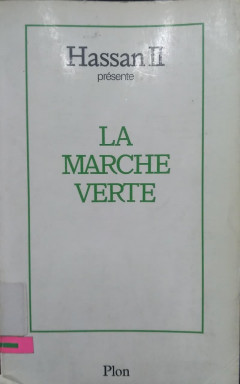 Hassan II
présente
LA
MARCHE
VERTE
Plon